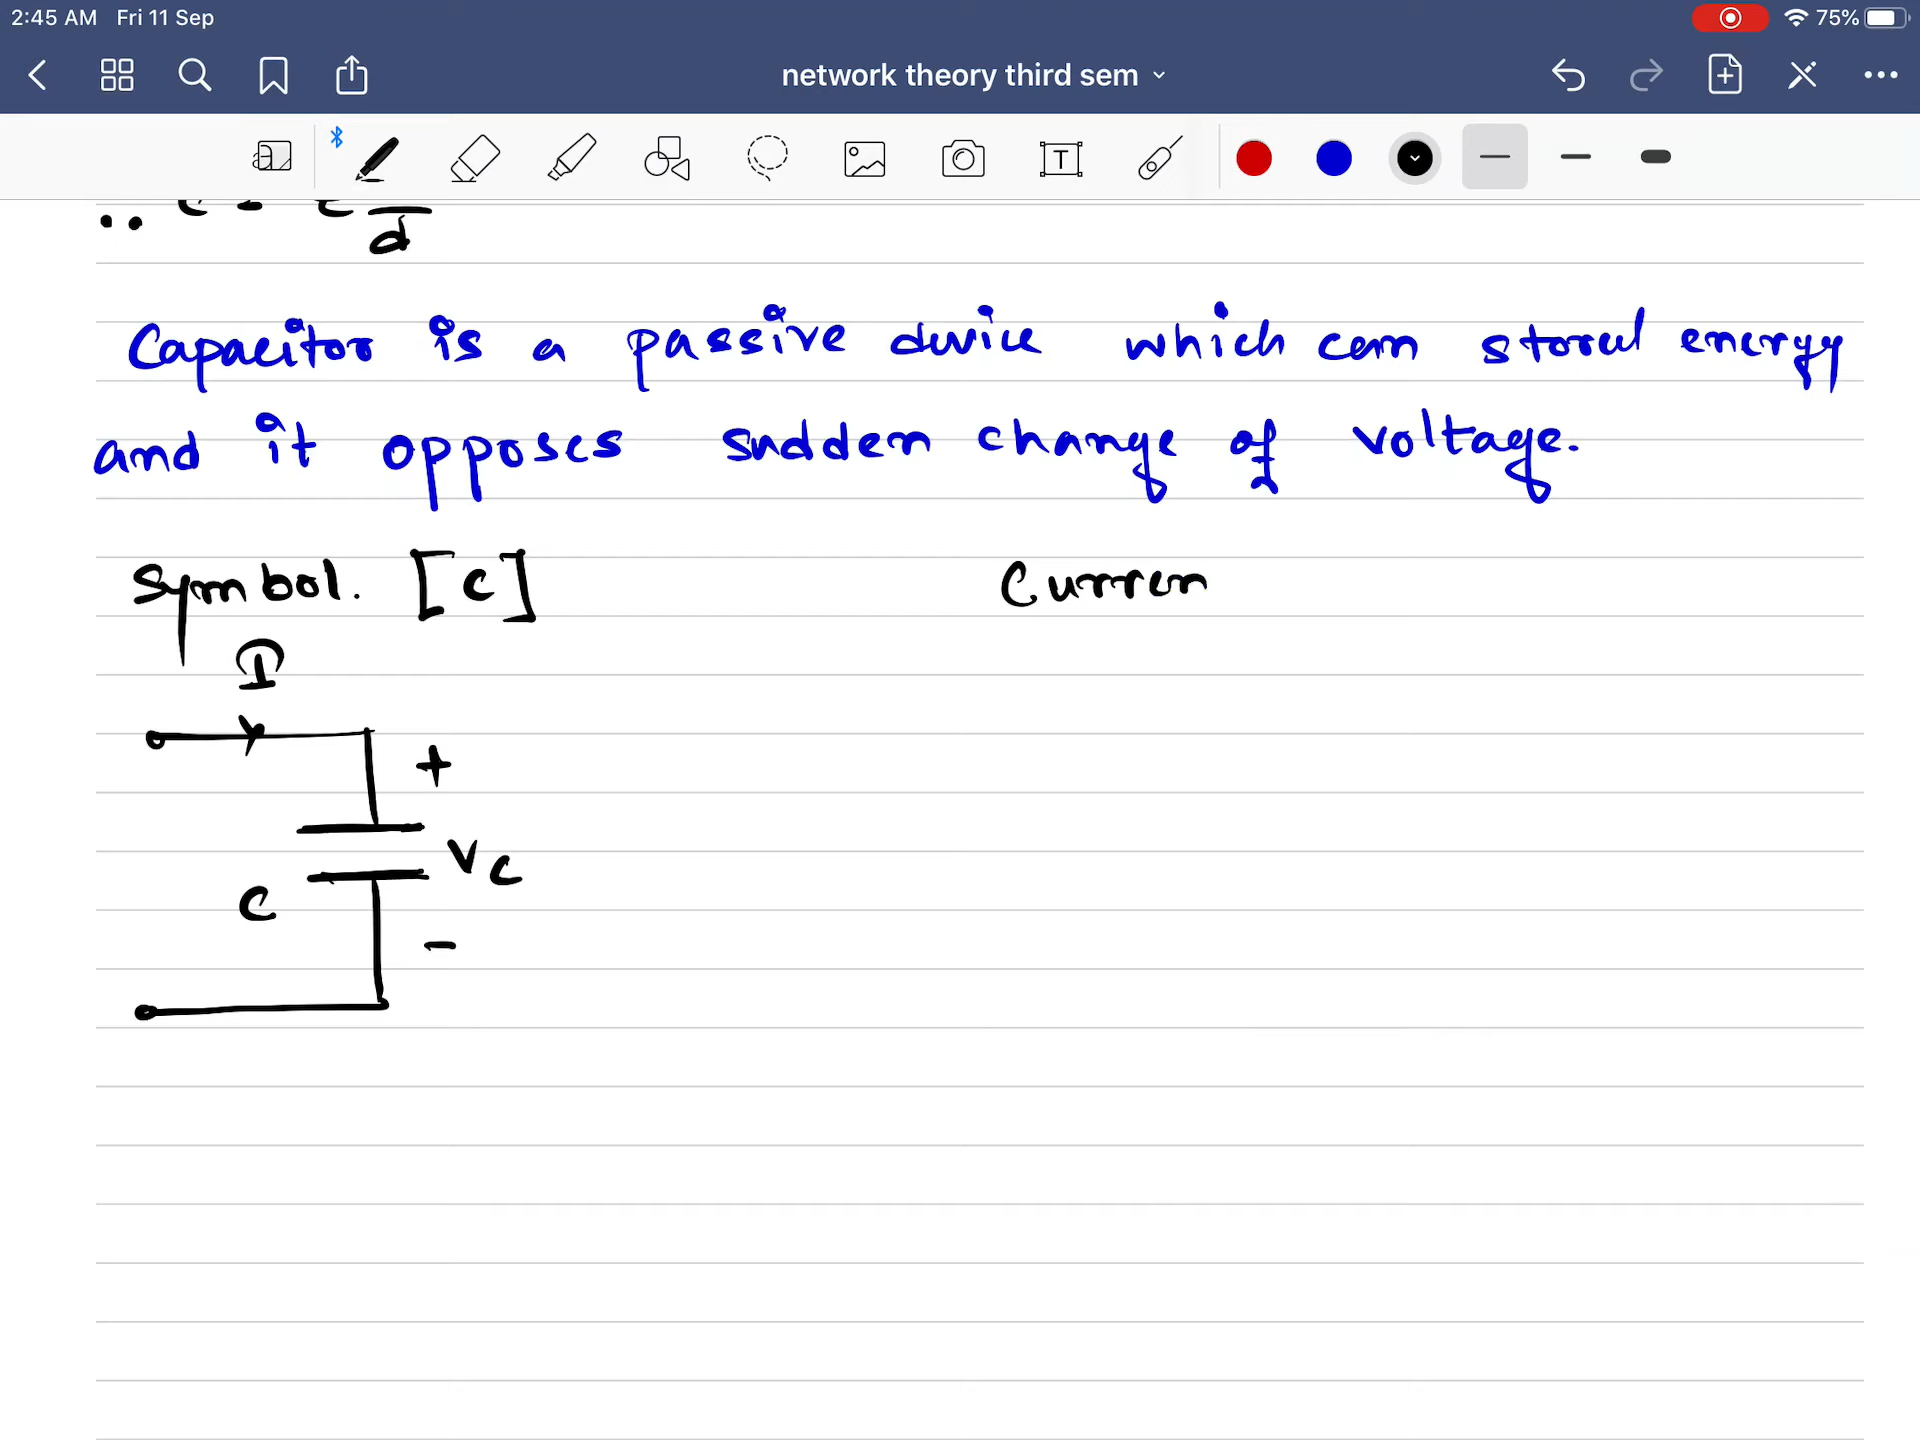 2:45 AM Fri 11 Sep 75%
network theory third sem
T
d
Capacitor is a passive device which can stored energy
and it opposes sudden change of voltage.
Symbol. [C] Curren
I
+
Vc
C
-